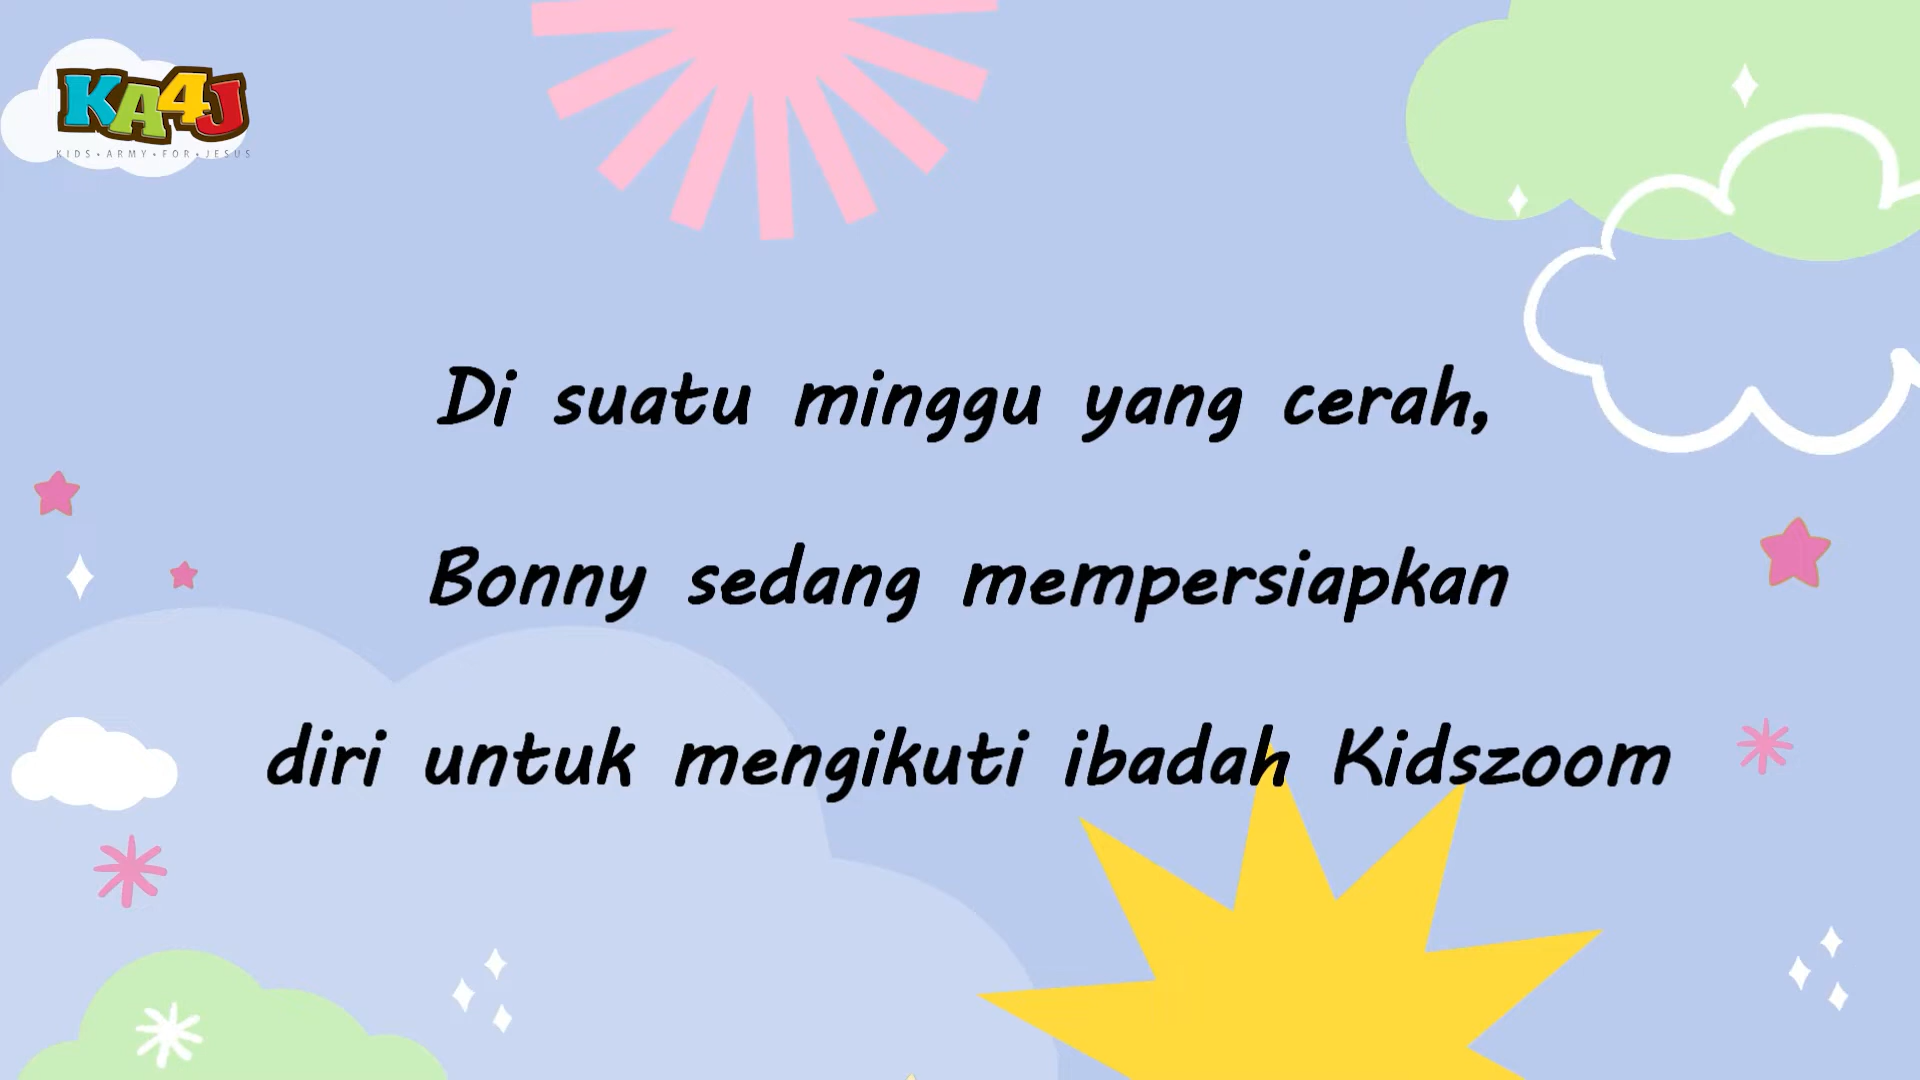 KA4J
KIDS • ARMY • FOR • JESUS
Di suatu minggu yang cerah,
Bonny sedang mempersiapkan
diri untuk mengikuti ibadah Kidszoom